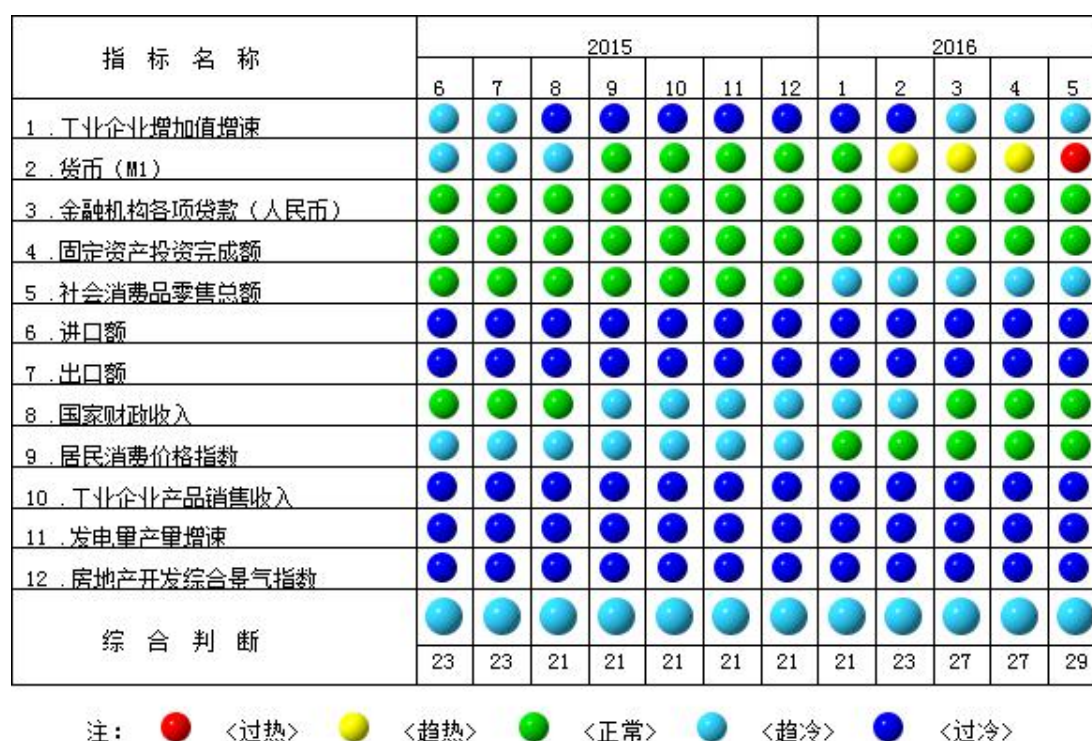 指 标 名 称 2015 2016
6 7 8 9 10 11 12 1 2 3 4 5
1 .工业企业增加值增速
2 .货币（M1）
3 .金融机构各项贷款（人民币）
4 .固定资产投资完成额
5 .社会消费品零售总额
6 .进口额
7 .出口额
8 .国家财政收入
9 .居民消费价格指数
10 .工业企业产品销售收入
11 .发电量产量增速
12 .房地产开发综合景气指数
综 合 判 断
23 23 21 21 21 21 21 21 23 27 27 29
注： <过热> <趋热> <正常> <趋冷> <过冷>